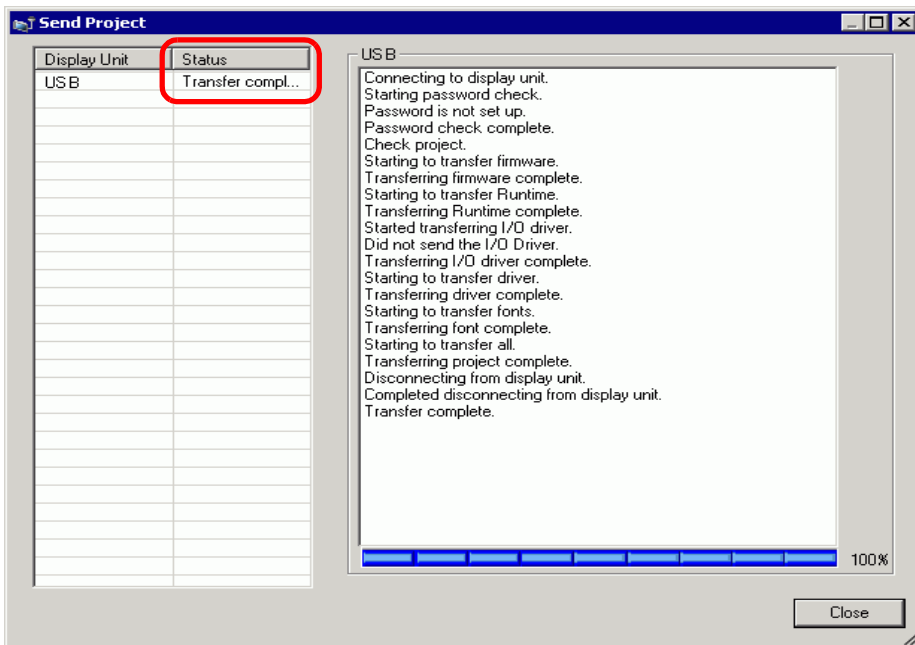 Send Project
Display Unit Status
USB Transfer compl...
USB
Connecting to display unit.
Starting password check.
Password is not set up.
Password check complete.
Check project.
Starting to transfer firmware.
Transferring firmware complete.
Starting to transfer Runtime.
Transferring Runtime complete.
Started transferring I/O driver.
Did not send the I/O Driver.
Transferring I/O driver complete.
Starting to transfer driver.
Transferring driver complete.
Starting to transfer fonts.
Transferring font complete.
Starting to transfer all.
Transferring project complete.
Disconnecting from display unit.
Completed disconnecting from display unit.
Transfer complete.
100%
Close